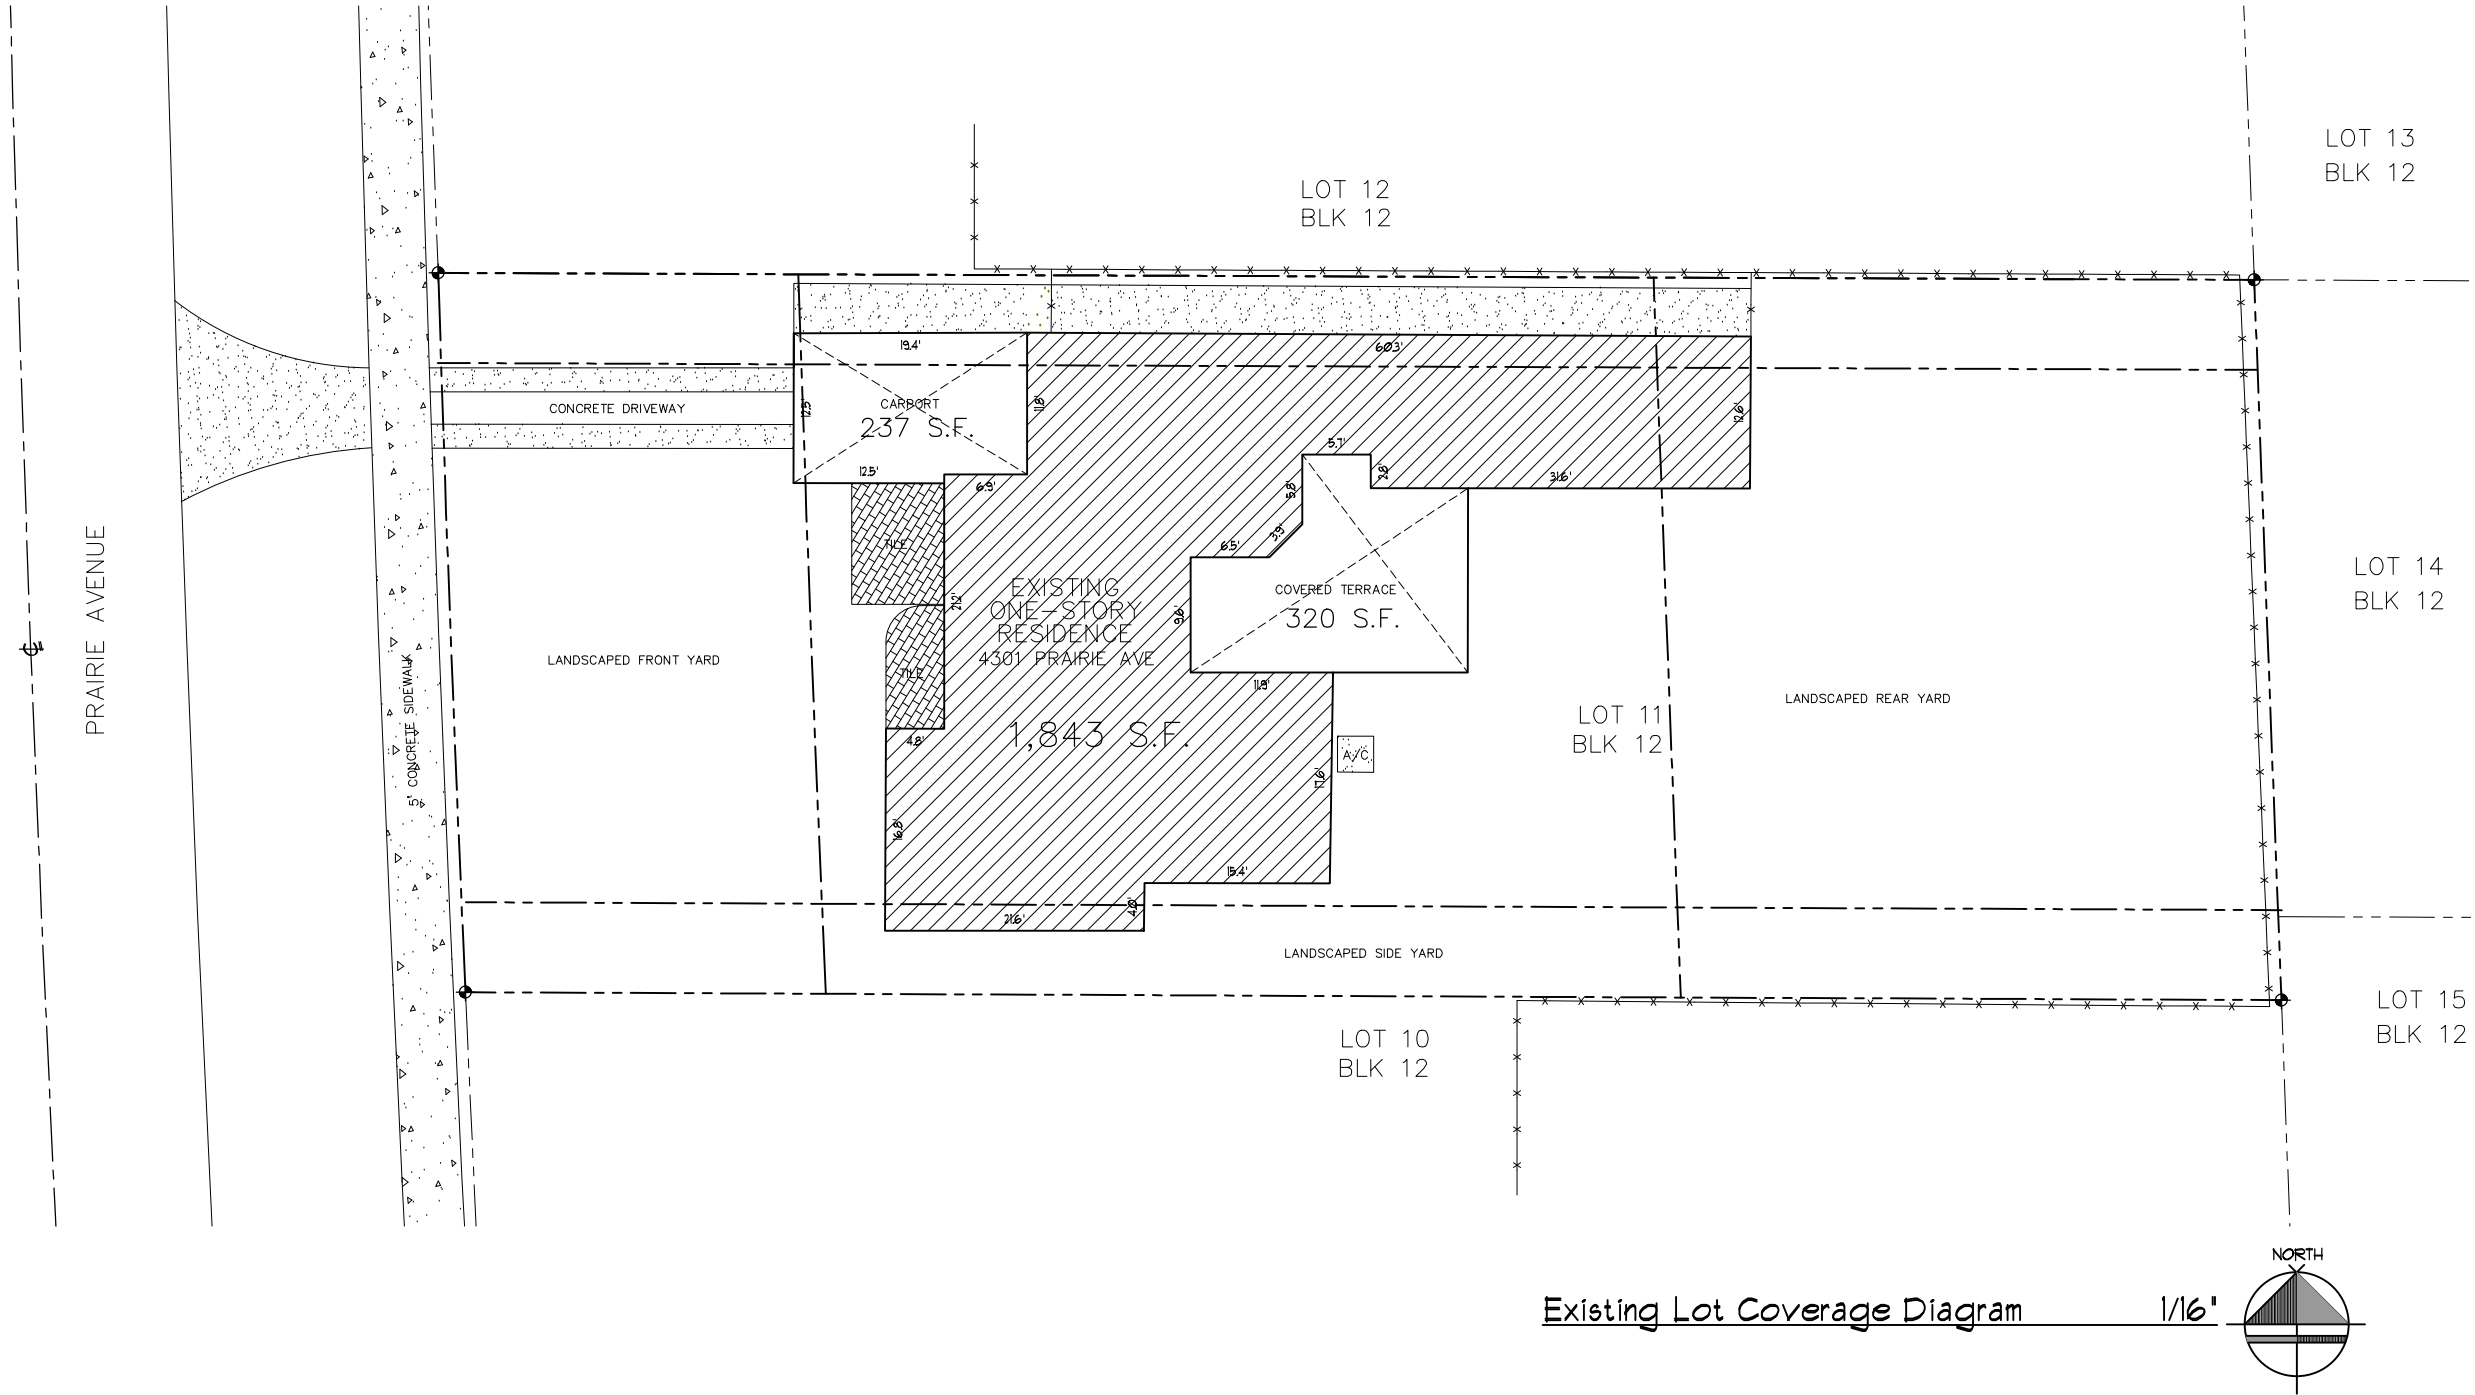 LOT 13
BLK 12
LOT 12
BLK 12
19.4'
60.3'
CARPORT
237 S.F.
12.5'
11.8'
12.6'
CONCRETE DRIVEWAY
12.5'
6.9'
5.7'
2.8'
5.8'
31.6'
3.9'
6.5'
TILE
PRAIRIE AVENUE
EXISTING
ONE-STORY
RESIDENCE
4301 PRAIRIE AVE
21.2'
9.6'
COVERED TERRACE
320 S.F.
LOT 14
BLK 12
LANDSCAPED FRONT YARD
TILE
5' CONCRETE SIDEWALK
11.9'
LANDSCAPED REAR YARD
LOT 11
BLK 12
4.8'
1,843 S.F.
A/C
17.6'
16.8'
15.4'
4.0'
21.6'
LANDSCAPED SIDE YARD
LOT 10
BLK 12
LOT 15
BLK 12
NORTH
Existing Lot Coverage Diagram 1/16"